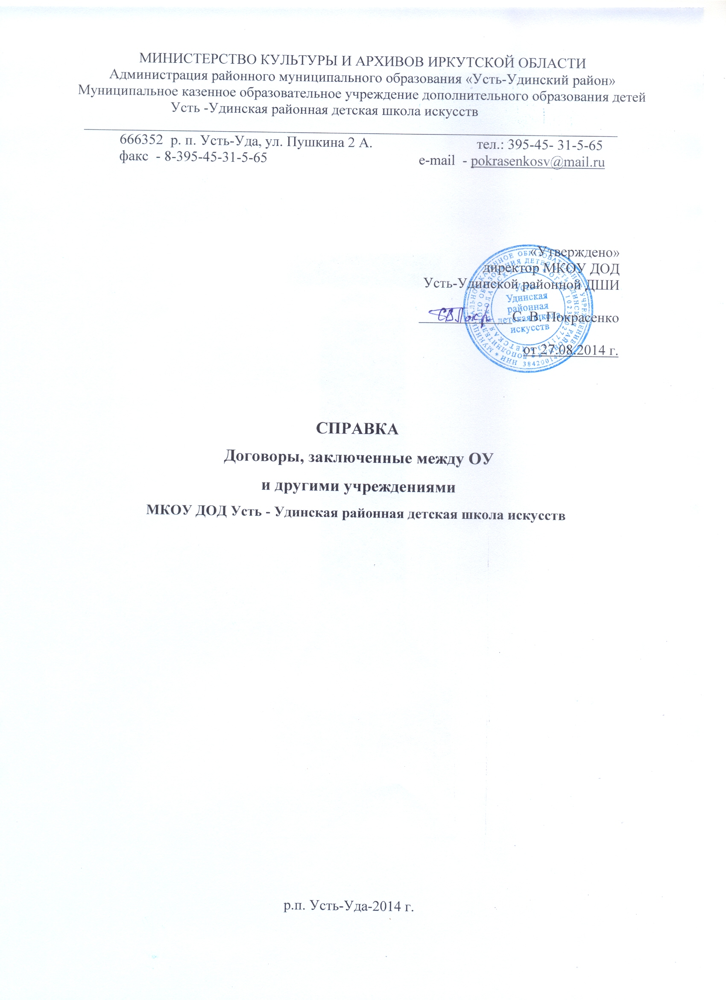 МИНИСТЕРСТВО КУЛЬТУРЫ И АРХИВОВ ИРКУТСКОЙ ОБЛАСТИ
Администрация районного муниципального образования «Усть-Удинский район»
Муниципальное казенное образовательное учреждение дополнительного образования детей
Усть -Удинская районная детская школа искусств
666352 р. п. Усть-Уда, ул. Пушкина 2 А. тел.: 395-45- 31-5-65
факс - 8-395-45-31-5-65 e-mail - pokrasenkosv@mail.ru
«Утверждено»
директор МКОУ ДОД
Усть-Удинской районной ДШИ
С. В. Покрасенко
от 27.08.2014 г.
Усть-
Удинская
районная
детская школа
искусств
СПРАВКА
Договоры, заключенные между ОУ
и другими учреждениями
МКОУ ДОД Усть - Удинская районная детская школа искусств
р.п. Усть-Уда-2014 г.